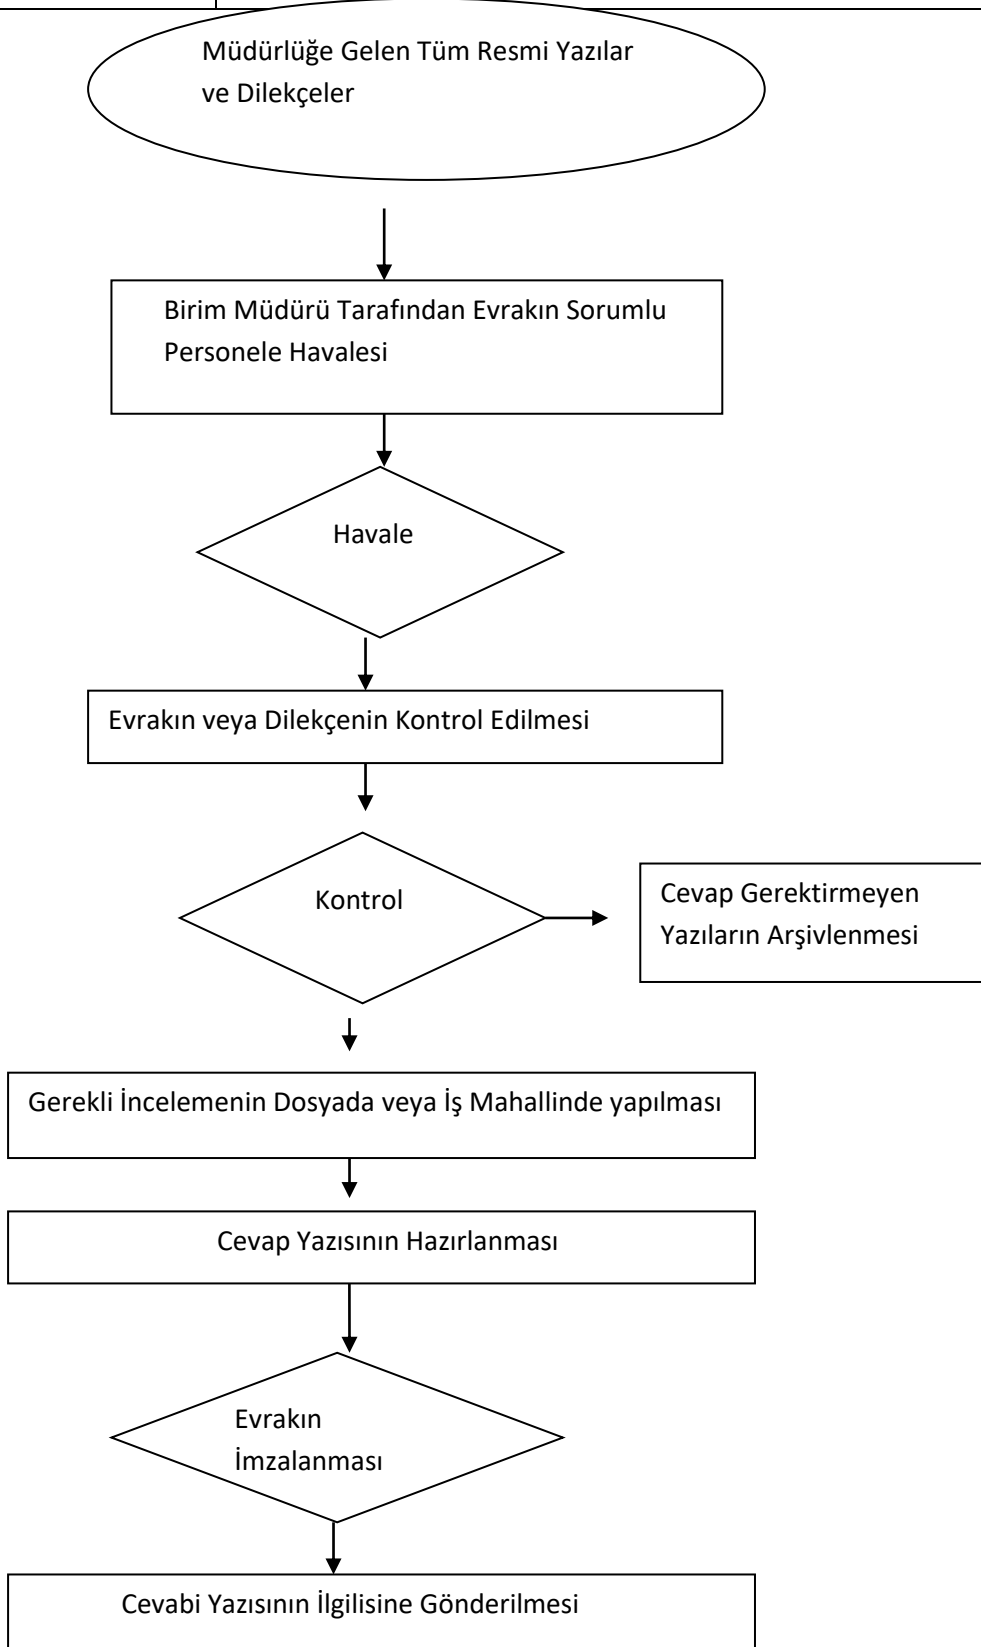 Müdürlüğe Gelen Tüm Resmi Yazılar
ve Dilekçeler
Birim Müdürü Tarafından Evrakın Sorumlu
Personele Havalesi
Havale
Evrakın veya Dilekçenin Kontrol Edilmesi
Kontrol
Cevap Gerektirmeyen
Yazıların Arşivlenmesi
Gerekli İncelemenin Dosyada veya İş Mahallinde yapılması
Cevap Yazısının Hazırlanması
Evrakın
İmzalanması
Cevabi Yazısının İlgilisine Gönderilmesi